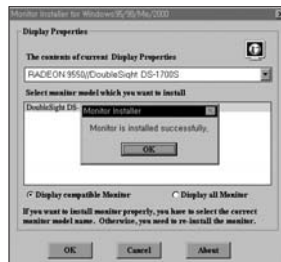 Monitor Installer for Windows95/98/Me/2000
Display Properties
The contents of current Display Properties
RADEON 9550//DoubleSight DS-1700S
Select monitor model which you want to install
DoubleSight DS-
Monitor Installer
Monitor is installed successfully.
OK
Display compatible Monitor
Display all Monitor
If you want to install monitor properly, you have to select the correct
monitor model name. Otherwise, you need to re-install the monitor.
OK
Cancel
About